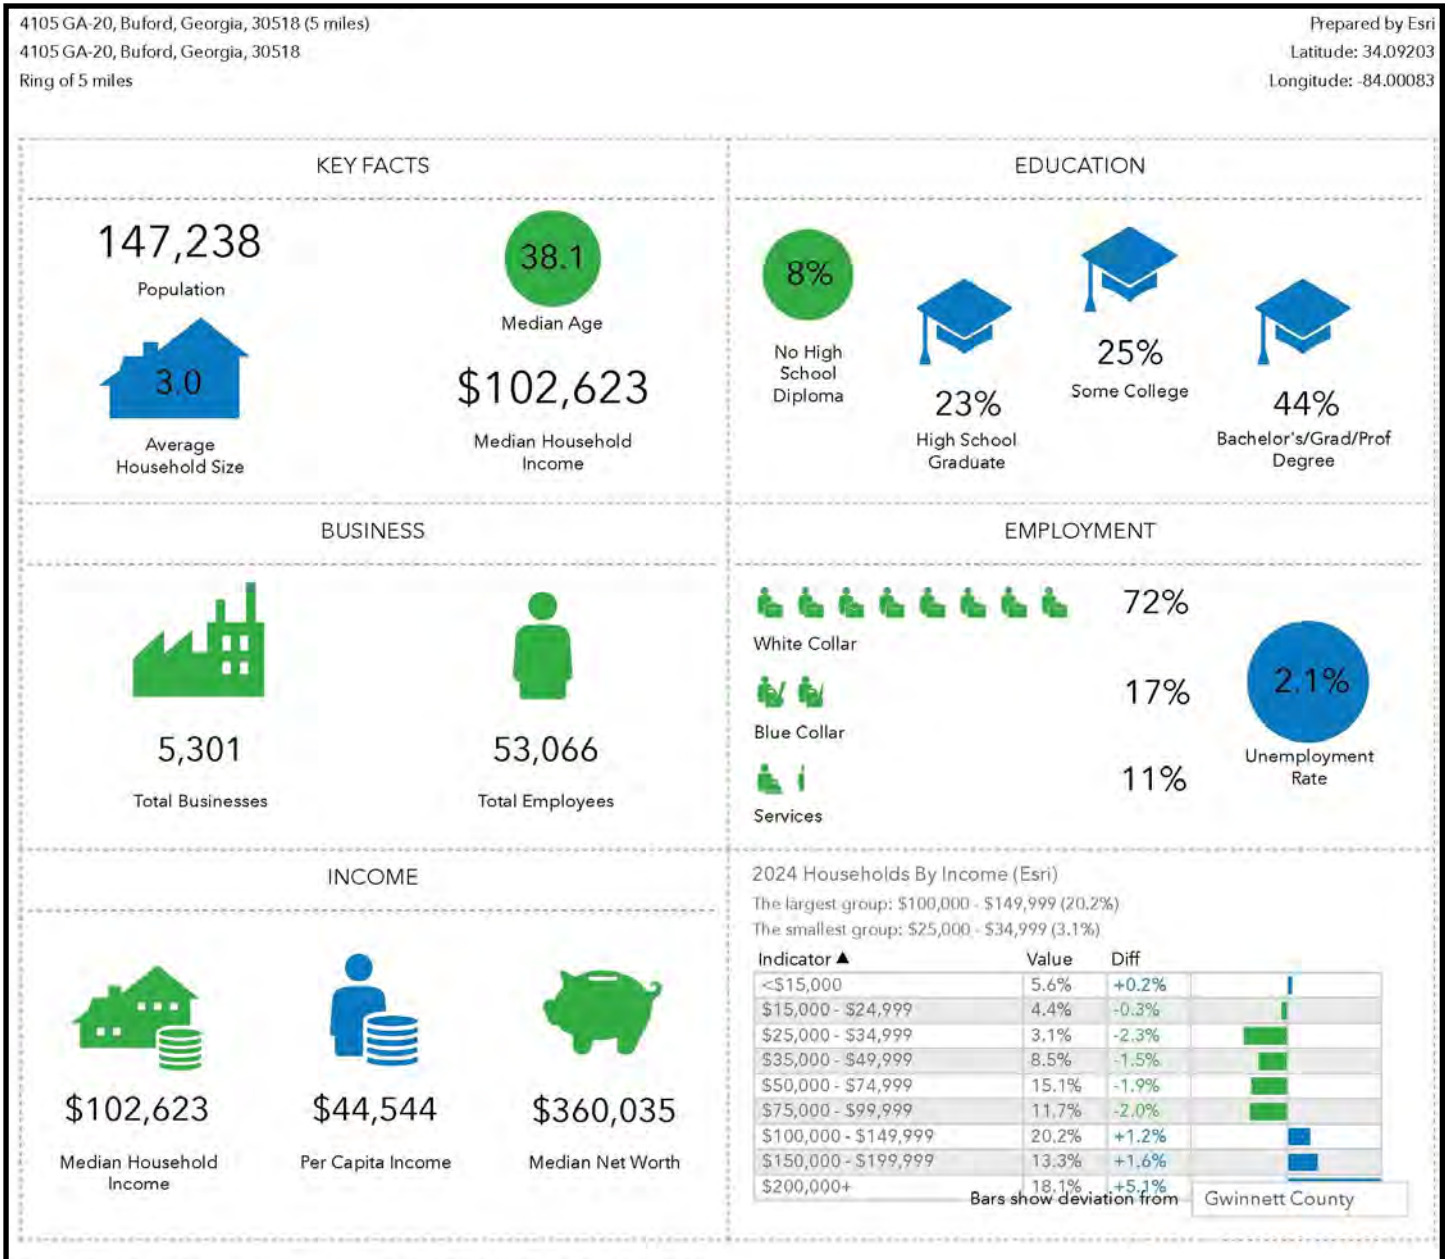 4105 GA-20, Buford, Georgia, 30518 (5 miles)
4105 GA-20, Buford, Georgia, 30518
Ring of 5 miles
Prepared by Esri
Latitude: 34.09203
Longitude: -84.00083
KEY FACTS
147,238
Population
38.1
Median Age
3.0
Average
Household Size
$102,623
Median Household
Income
EDUCATION
8%
No High
School
Diploma
23%
High School
Graduate
25%
Some College
44%
Bachelor's/Grad/Prof
Degree
BUSINESS
5,301
Total Businesses
53,066
Total Employees
EMPLOYMENT
72%
White Collar
17%
Blue Collar
11%
Services
2.1%
Unemployment
Rate
INCOME
$102,623
Median Household
Income
$44,544
Per Capita Income
$360,035
Median Net Worth
2024 Households By Income (Esri)
The largest group: $100,000 - $149,999 (20.2%)
The smallest group: $25,000 - $34,999 (3.1%)
Indicator ▲ Value Diff
<$15,000 5.6% +0.2%
$15,000 - $24,999 4.4% -0.3%
$25,000 - $34,999 3.1% -2.3%
$35,000 - $49,999 8.5% -1.5%
$50,000 - $74,999 15.1% -1.9%
$75,000 - $99,999 11.7% -2.0%
$100,000 - $149,999 20.2% +1.2%
$150,000 - $199,999 13.3% +1.6%
$200,000+ 18.1% +5.1%
Bars show deviation from Gwinnett County